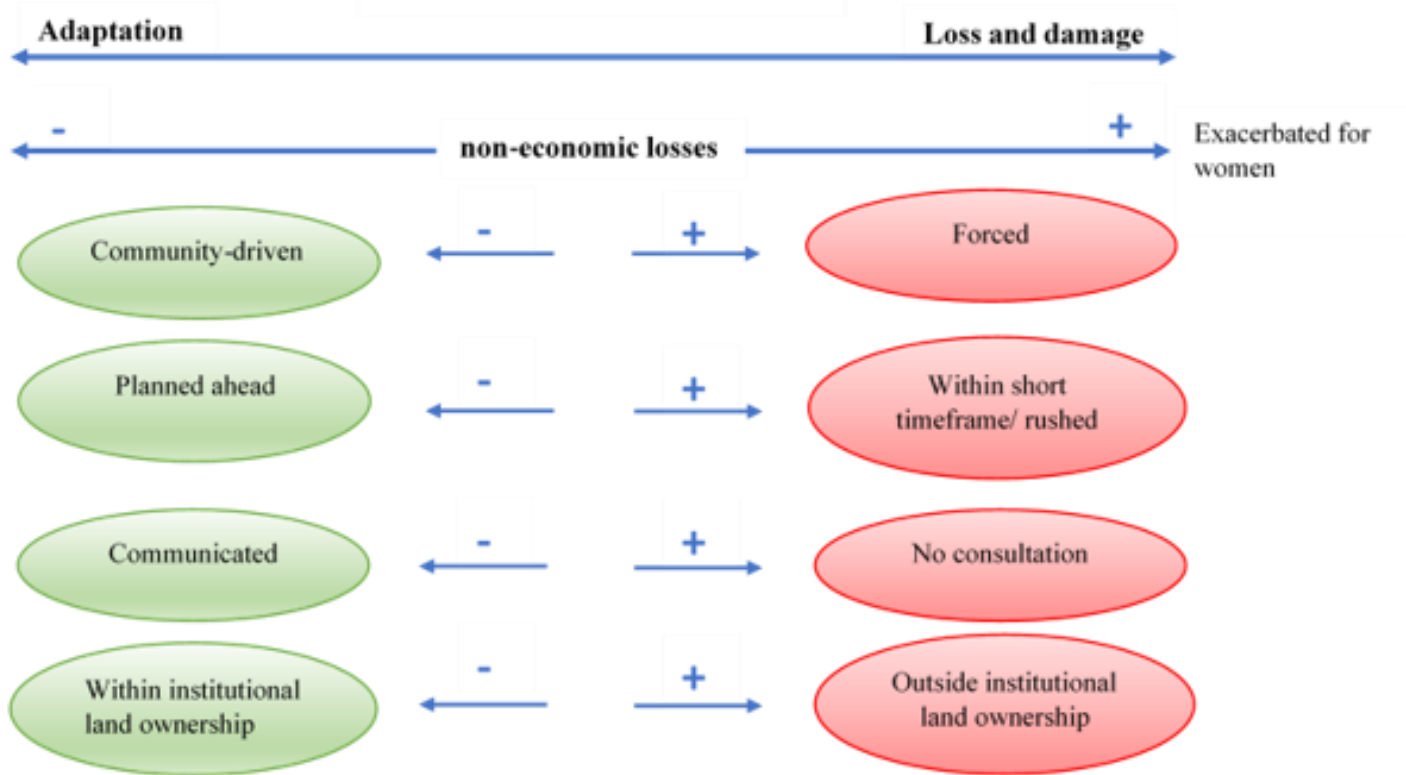 Adaptation
Loss and damage
-
+
non-economic losses
Exacerbated for
women
Community-driven
-
+
Forced
Planned ahead
-
+
Within short
timeframe/ rushed
Communicated
-
+
No consultation
Within institutional
land ownership
-
+
Outside institutional
land ownership